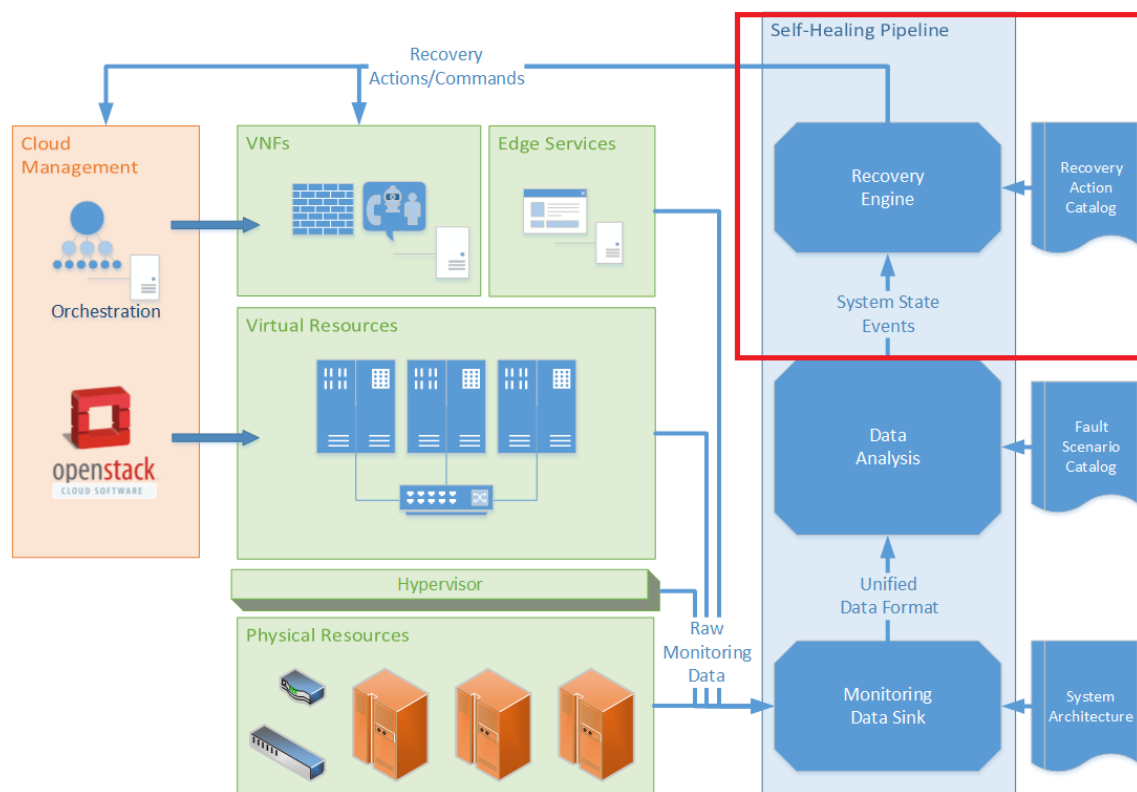 Self-Healing Pipeline
Recovery
Actions/Commands
Cloud
Management
VNFs
Edge Services
Recovery
Engine
Recovery
Action
Catalog
Orchestration
System State
Events
Virtual Resources
openstack
CLOUD SOFTWARE
Data
Analysis
Fault
Scenario
Catalog
Hypervisor
Unified
Data Format
Physical Resources
Raw
Monitoring
Data
Monitoring
Data Sink
System
Architecture